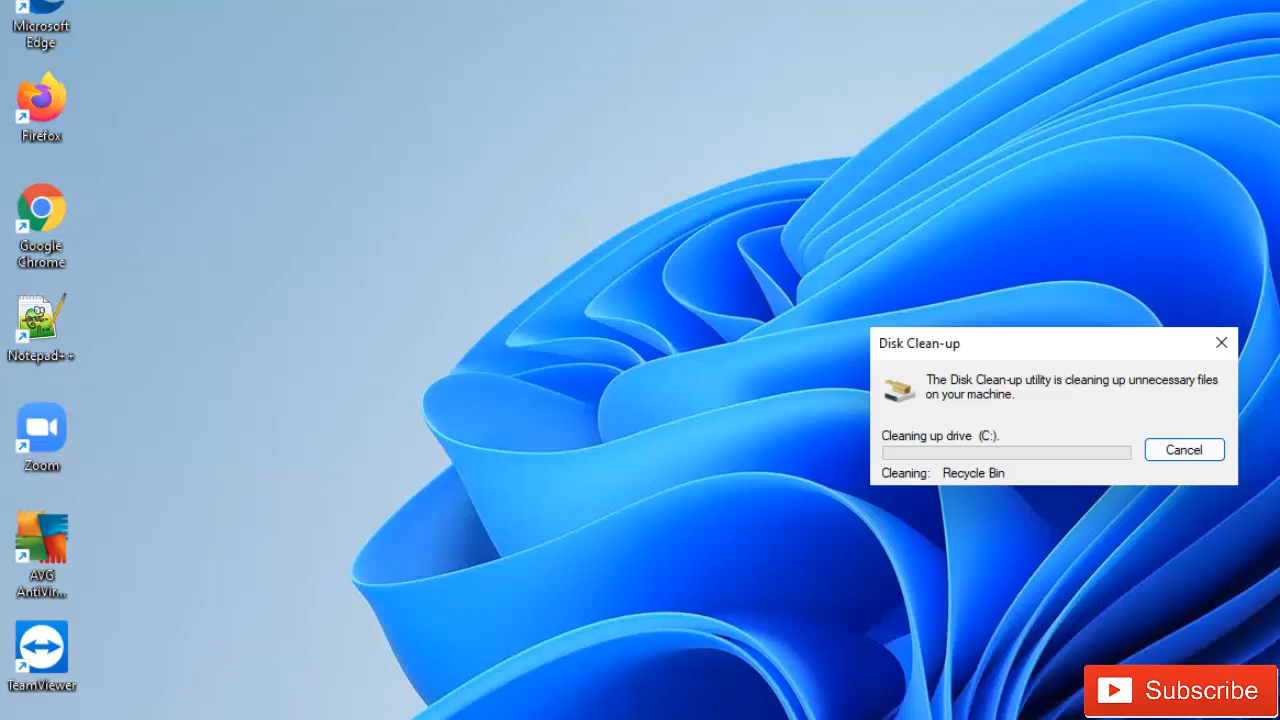 Microsoft
Edge
Firefox
Google
Chrome
Notepad++
Zoom
AVG
AntiVir...
TeamViewer
Disk Clean-up
The Disk Clean-up utility is cleaning up unnecessary files
on your machine.
Cleaning up drive (C:).
Cancel
Cleaning: Recycle Bin
Subscribe